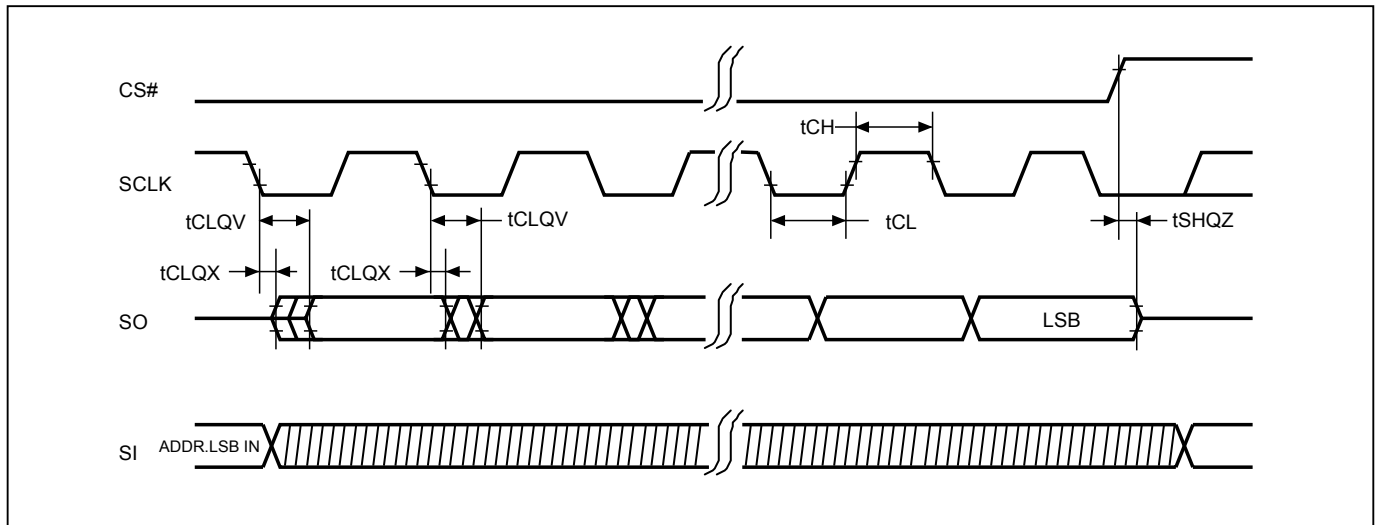 CS#
tCH
SCLK
tCLQV
tCLQV
tCL
tSHQZ
tCLQX
tCLQX
SO
LSB
SI
ADDR.LSB IN